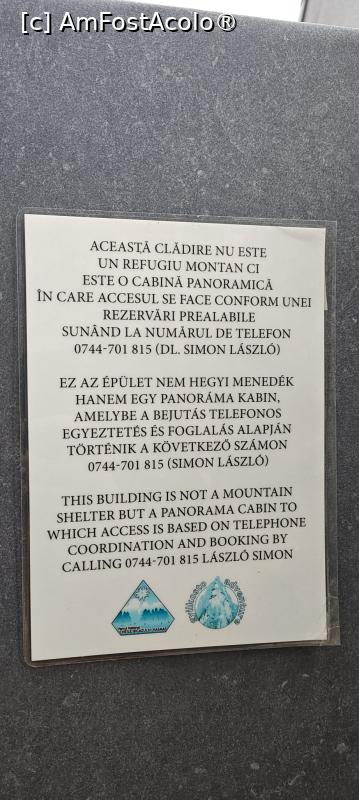 [c] AmFostAcolo®
ACEASTĂ CLĂDIRE NU ESTE
UN REFUGIU MONTAN CI
ESTE O CABINĂ PANORAMICĂ
ÎN CARE ACCESUL SE FACE CONFORM UNEI
REZERVĂRI PREALABILE
SUNÂND LA NUMĂRUL DE TELEFON
0744-701 815 (DL. SIMON LÁSZLÓ)
EZ AZ ÉPÜLET NEM HEGYI MENEDÉK
HANEM EGY PANORÁMA KABIN,
AMELYBE A BEJUTÁS TELEFONOS
EGYEZTETÉS ÉS FOGLALÁS ALAPJÁN
TÖRTÉNIK A KÖVETKEZŐ SZÁMON
0744-701 815 (SIMON LÁSZLÓ)
THIS BUILDING IS NOT A MOUNTAIN
SHELTER BUT A PANORAMA CABIN TO
WHICH ACCESS IS BASED ON TELEPHONE
COORDINATION AND BOOKING BY
CALLING 0744-701 815 LÁSZLÓ SIMON
adventure